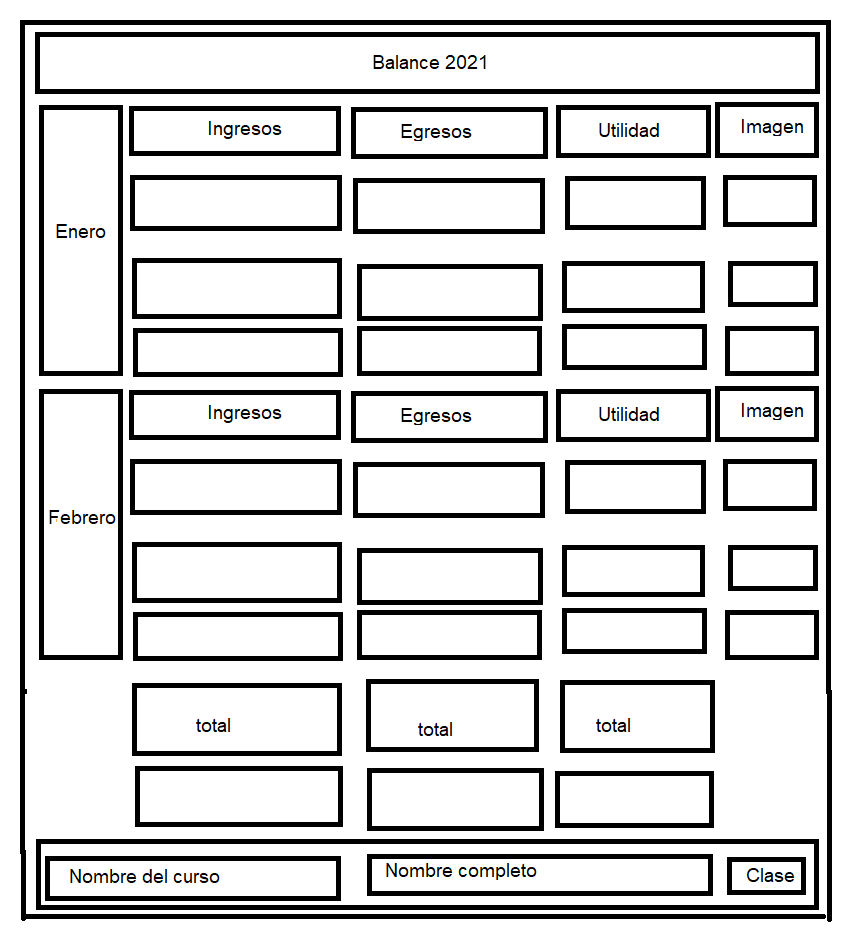 Balance 2021
Ingresos
Egresos
Utilidad
Imagen
Enero
Ingresos
Egresos
Utilidad
Imagen
Febrero
total
total
total
Nombre del curso
Nombre completo
Clase